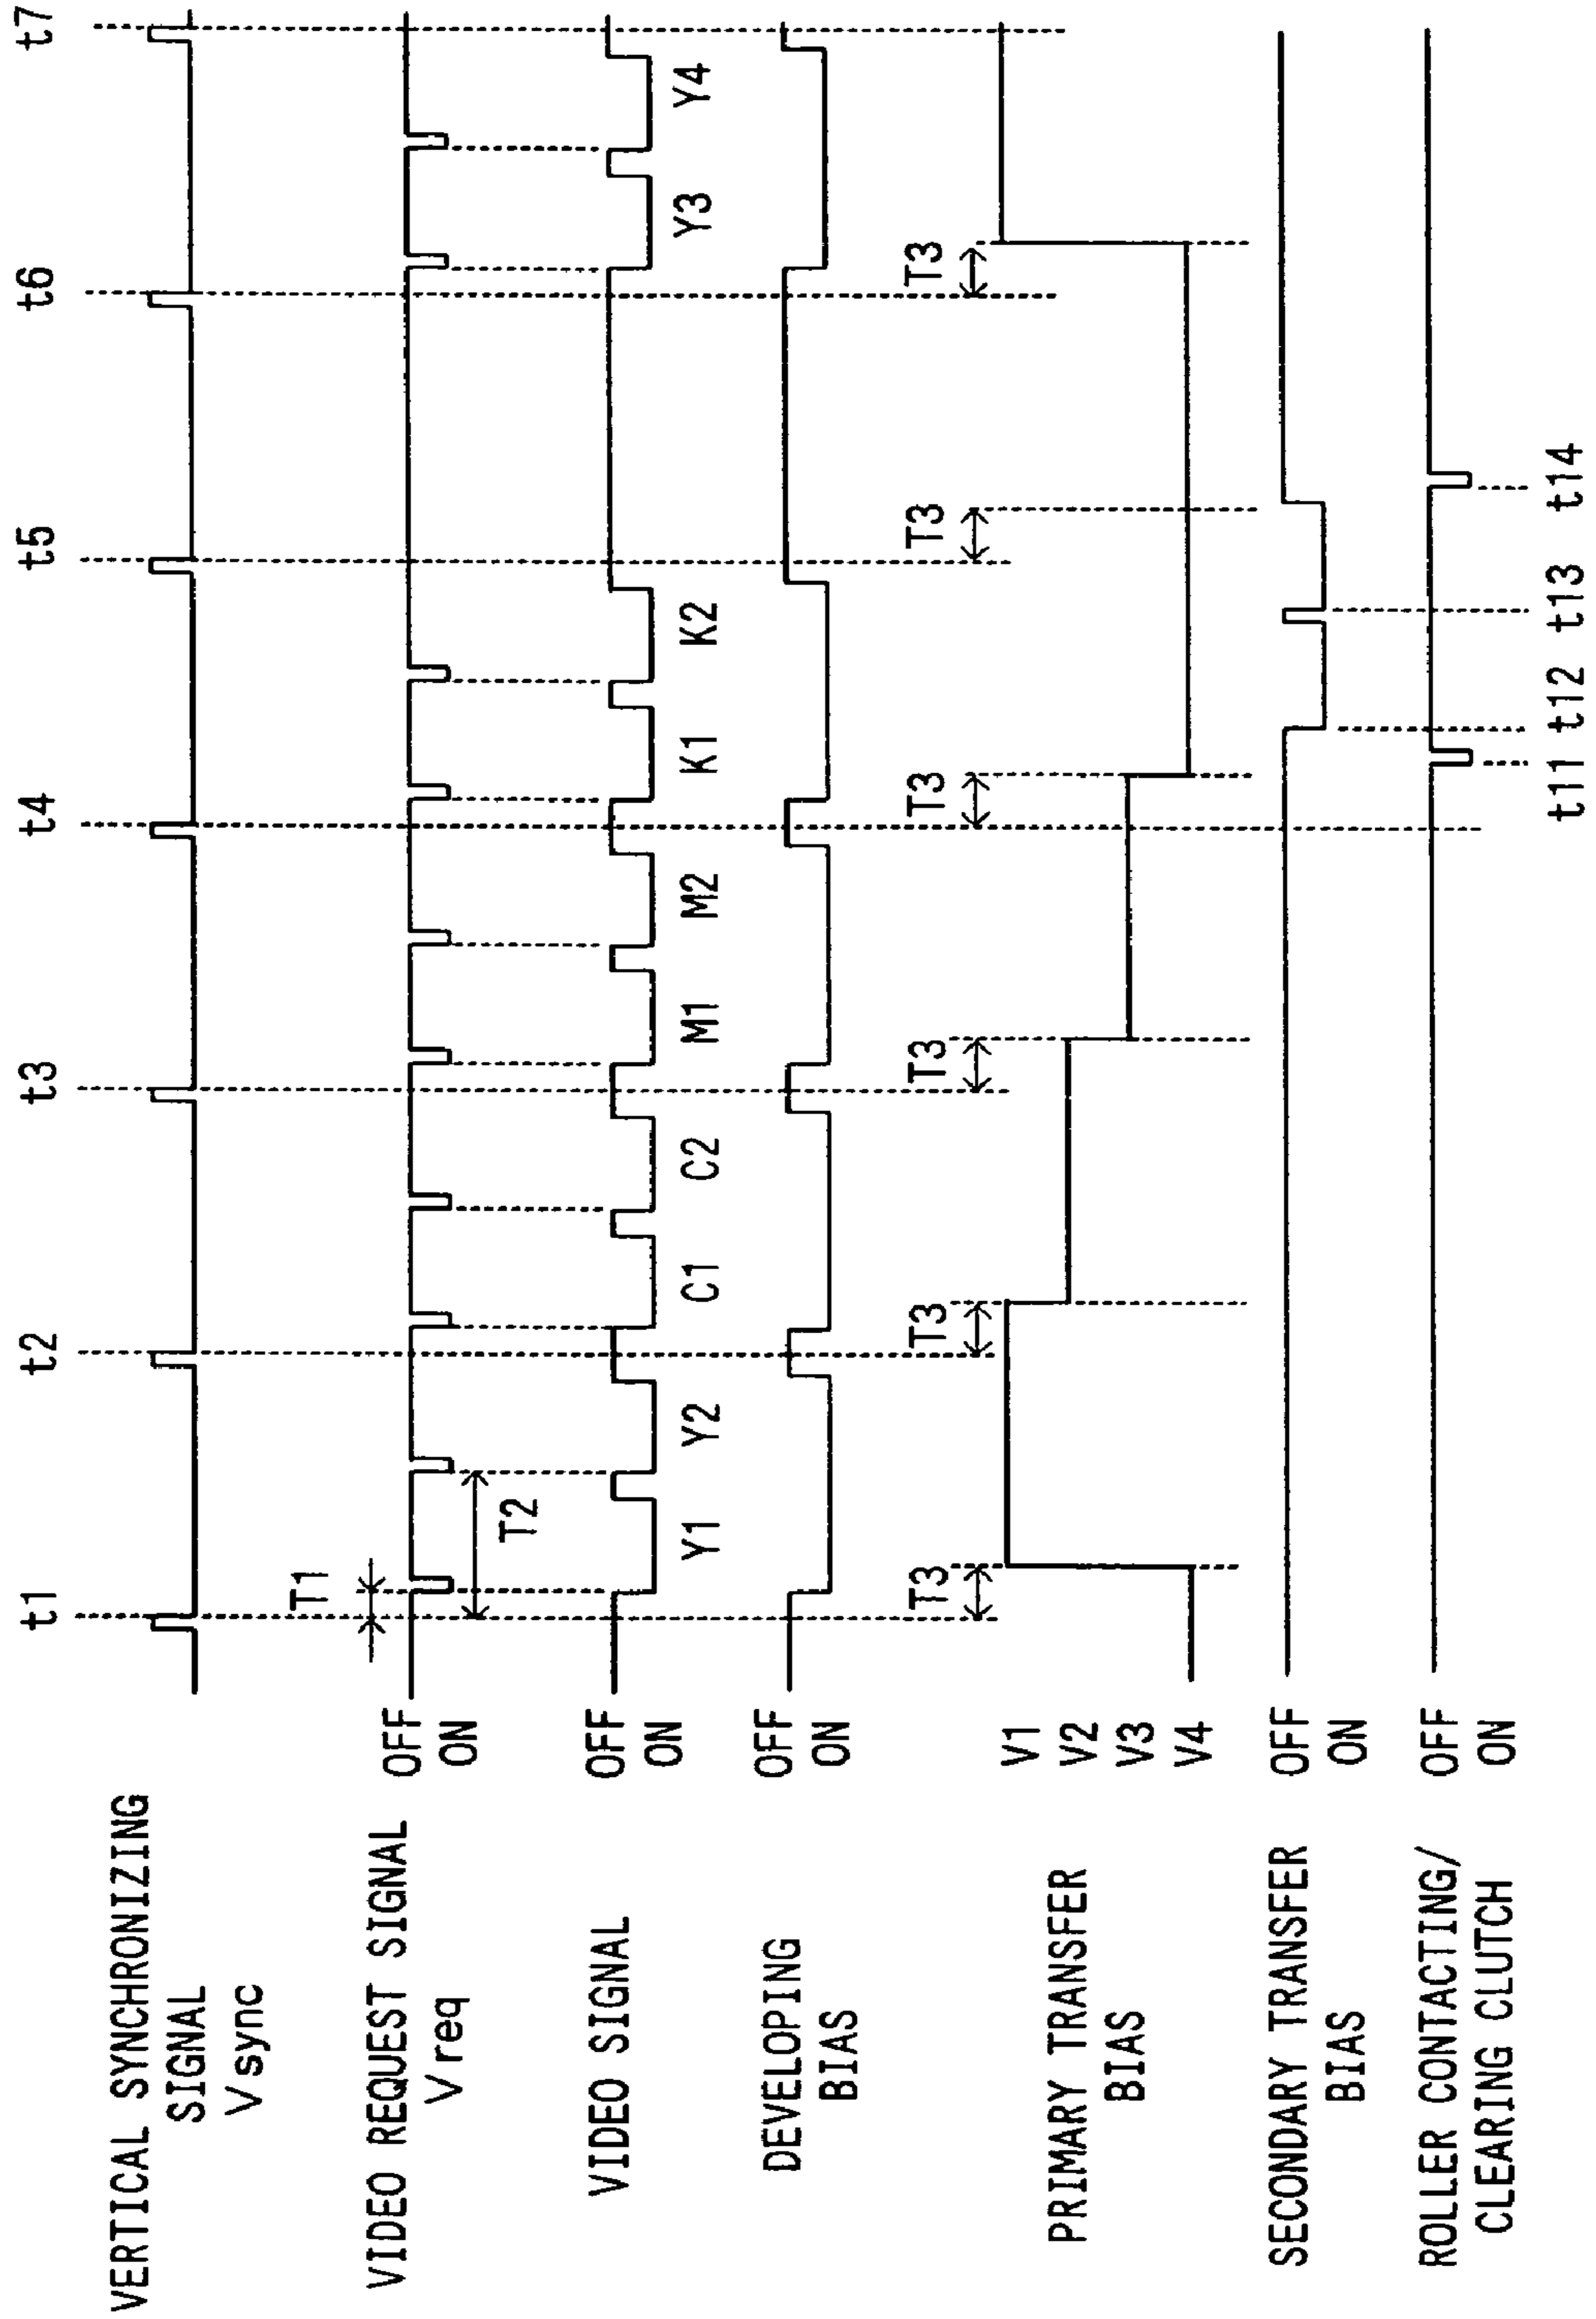 t1 t2 t3 t4 t5 t6 t7
VERTICAL SYNCHRONIZING
SIGNAL
Vsync
T1
VIDEO REQUEST SIGNAL
Vreq
OFF
ON
T2
VIDEO SIGNAL
OFF
ON
Y1 Y2 C1 C2 M1 M2 K1 K2 Y3 Y4
DEVELOPING
BIAS
OFF
ON
T3 T3 T3 T3 T3 T3
PRIMARY TRANSFER
BIAS
V1
V2
V3
V4
SECONDARY TRANSFER
BIAS
OFF
ON
ROLLER CONTACTING/
CLEARING CLUTCH
OFF
ON
t11 t12 t13 t14